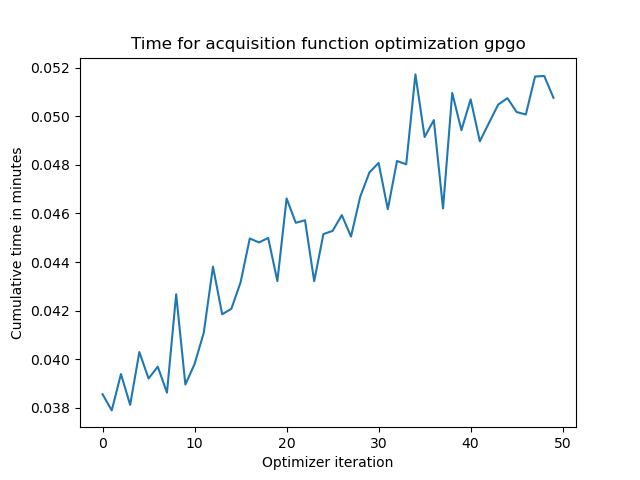 Time for acquisition function optimization gpgo
Cumulative time in minutes
0.052
0.050
0.048
0.046
0.044
0.042
0.040
0.038
0 10 20 30 40 50
Optimizer iteration